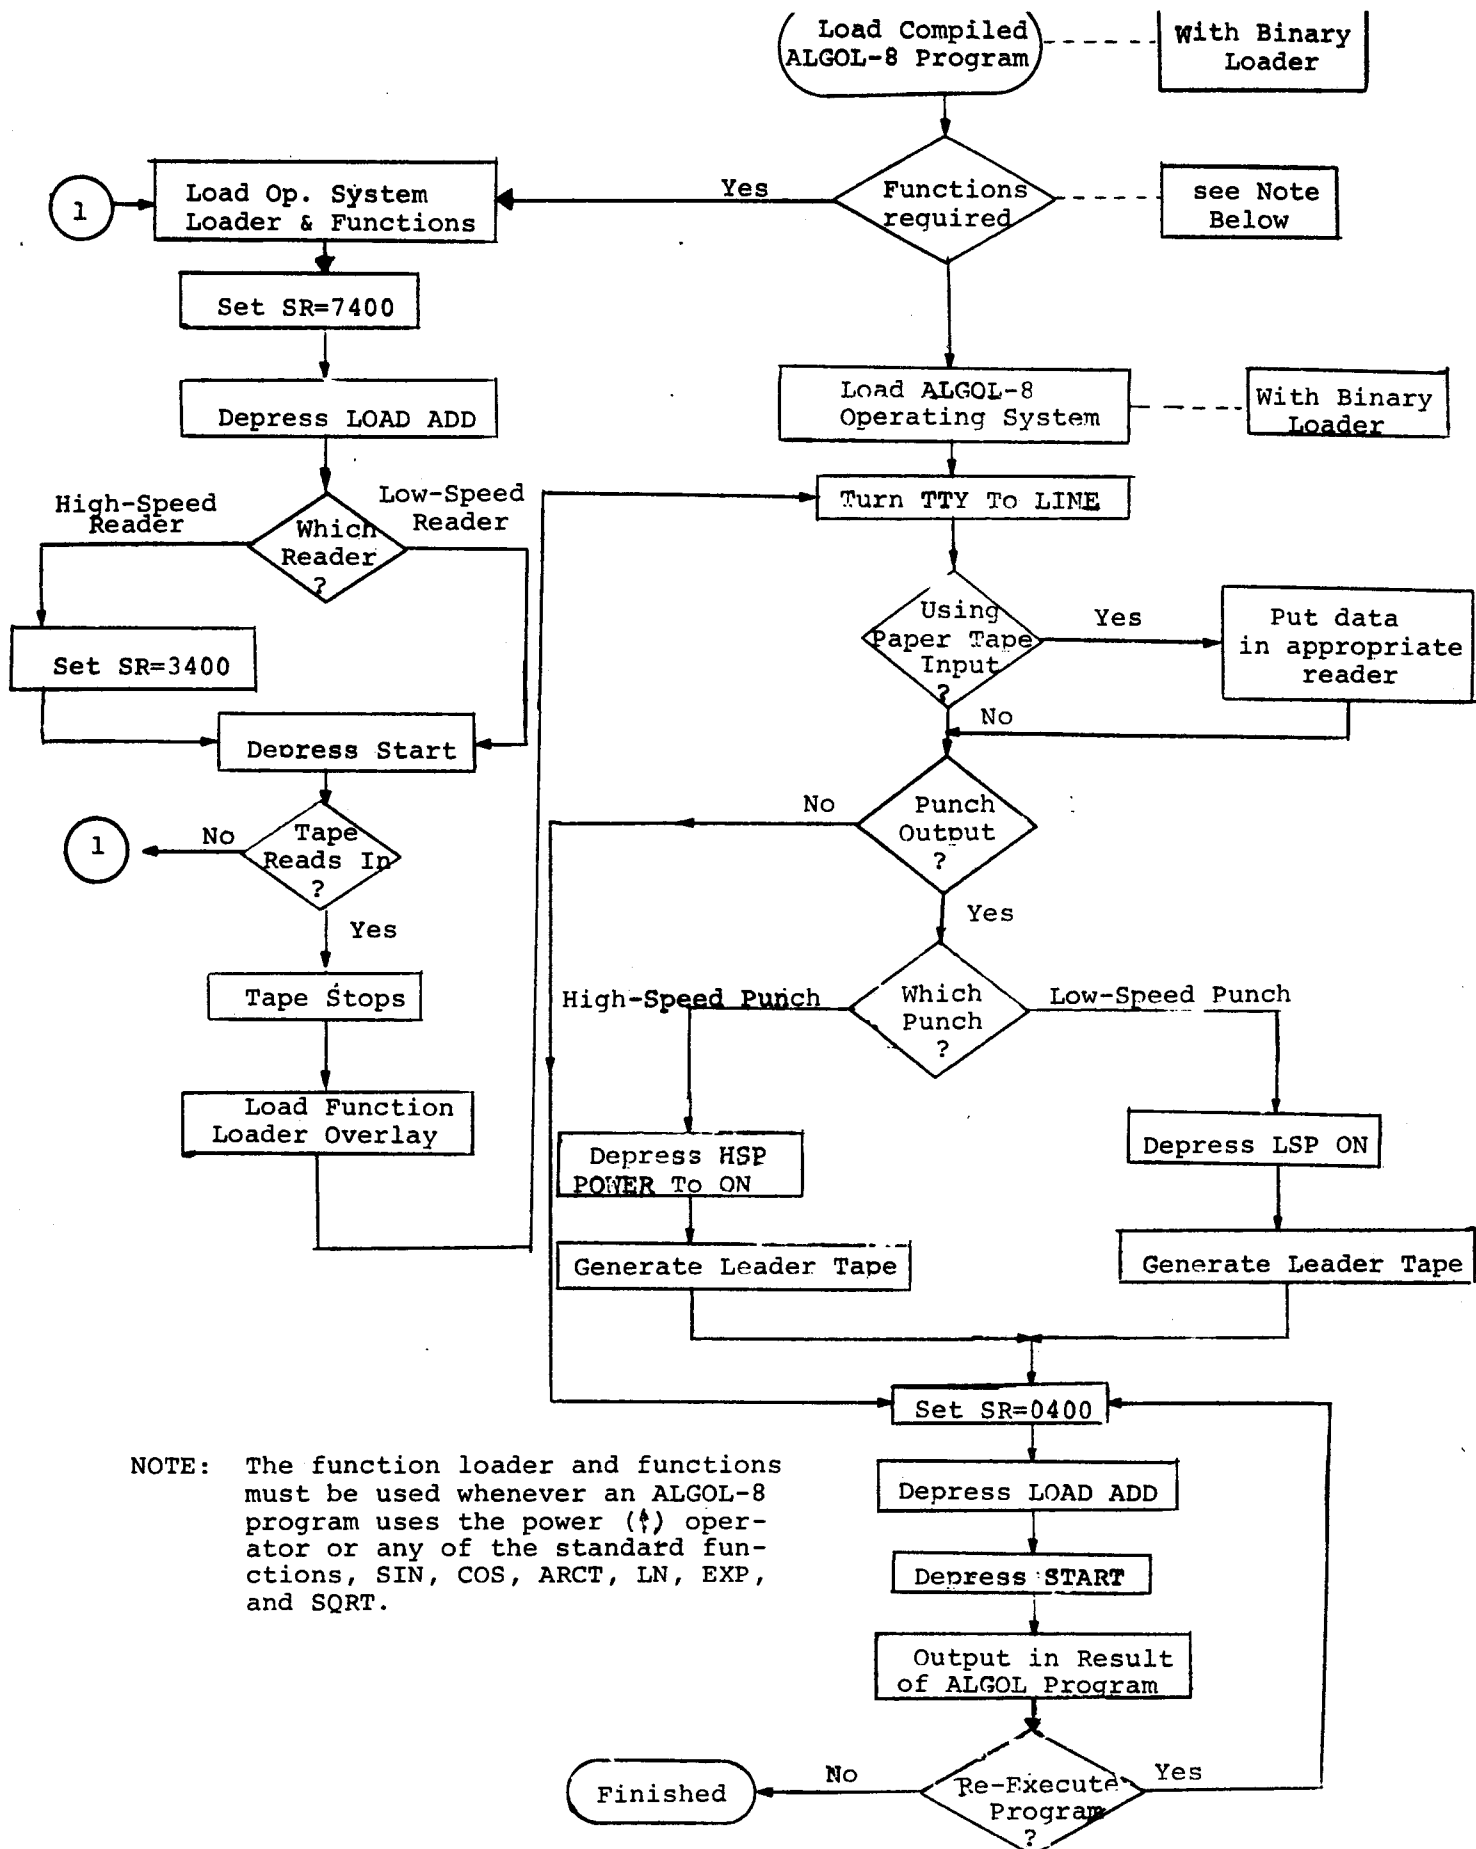 Load Compiled
ALGOL-8 Program
With Binary
Loader
1
Load Op. System
Loader & Functions
Yes
Functions
required
see Note
Below
Set SR=7400
Depress LOAD ADD
Load ALGOL-8
Operating System
With Binary
Loader
High-Speed
Reader
Low-Speed
Reader
Which
Reader
?
Turn TTY To LINE
Set SR=3400
Using
Paper Tape
Input
?
Yes
Put data
in appropriate
reader
No
Depress Start
No
Punch
Output
?
1
No
Tape
Reads In
?
Yes
Yes
Tape Stops
High-Speed Punch
Which
Punch
?
Low-Speed Punch
Load Function
Loader Overlay
Depress HSP
POWER To ON
Depress LSP ON
Generate Leader Tape
Generate Leader Tape
Set SR=0400
NOTE: The function loader and functions
must be used whenever an ALGOL-8
program uses the power (↑) oper-
ator or any of the standard fun-
ctions, SIN, COS, ARCT, LN, EXP,
and SQRT.
Depress LOAD ADD
Depress START
Output in Result
of ALGOL Program
Finished
No
Re-Execute
Program
?
Yes